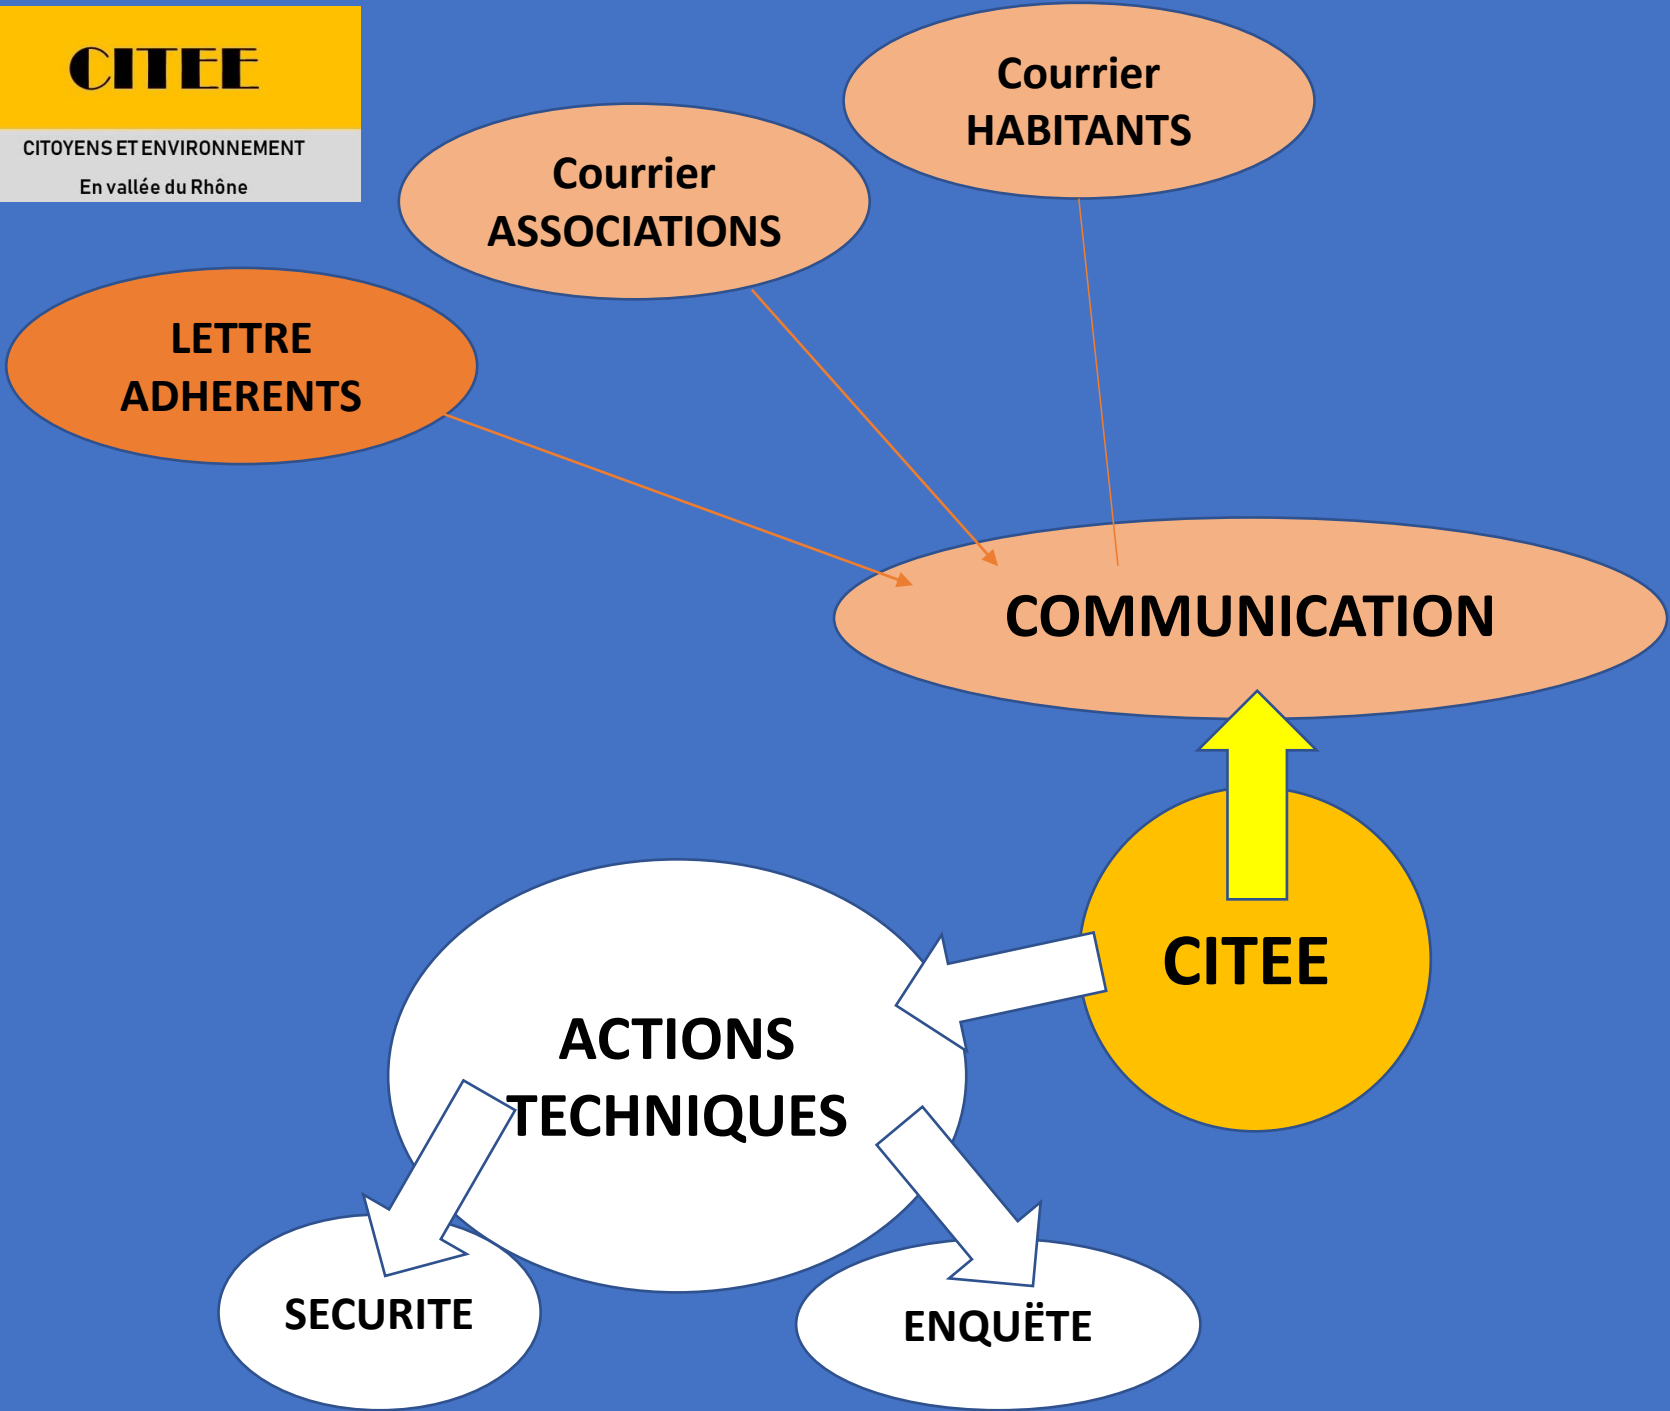 CITEE
CITOYENS ET ENVIRONNEMENT
En vallée du Rhône
Courrier
HABITANTS
Courrier
ASSOCIATIONS
LETTRE
ADHERENTS
COMMUNICATION
CITEE
ACTIONS
TECHNIQUES
SECURITE
ENQUËTE